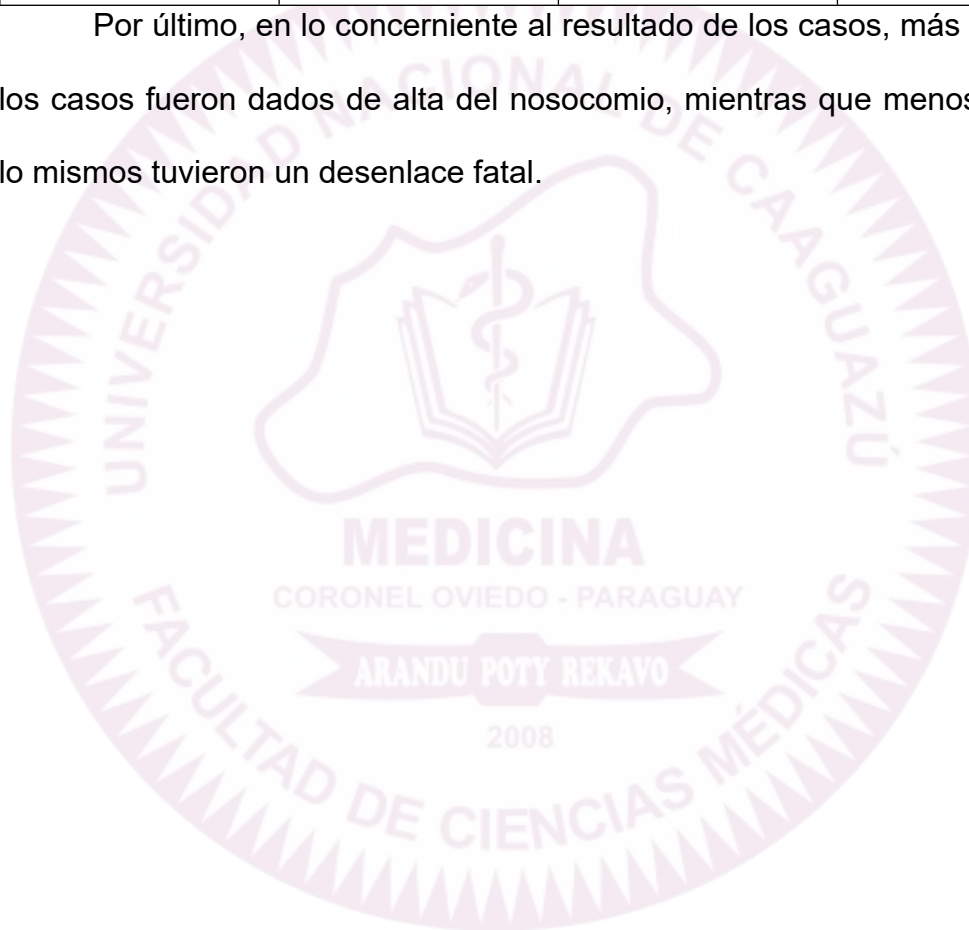 Por último, en lo concerniente al resultado de los casos, más
los casos fueron dados de alta del nosocomio, mientras que menos
lo mismos tuvieron un desenlace fatal.
UNIVERSIDAD NACIONAL DE CAAGUAZÚ
MEDICINA
CORONEL OVIEDO - PARAGUAY
ARANDU POTY REKAVO
2008
FACULTAD DE CIENCIAS MÉDICAS